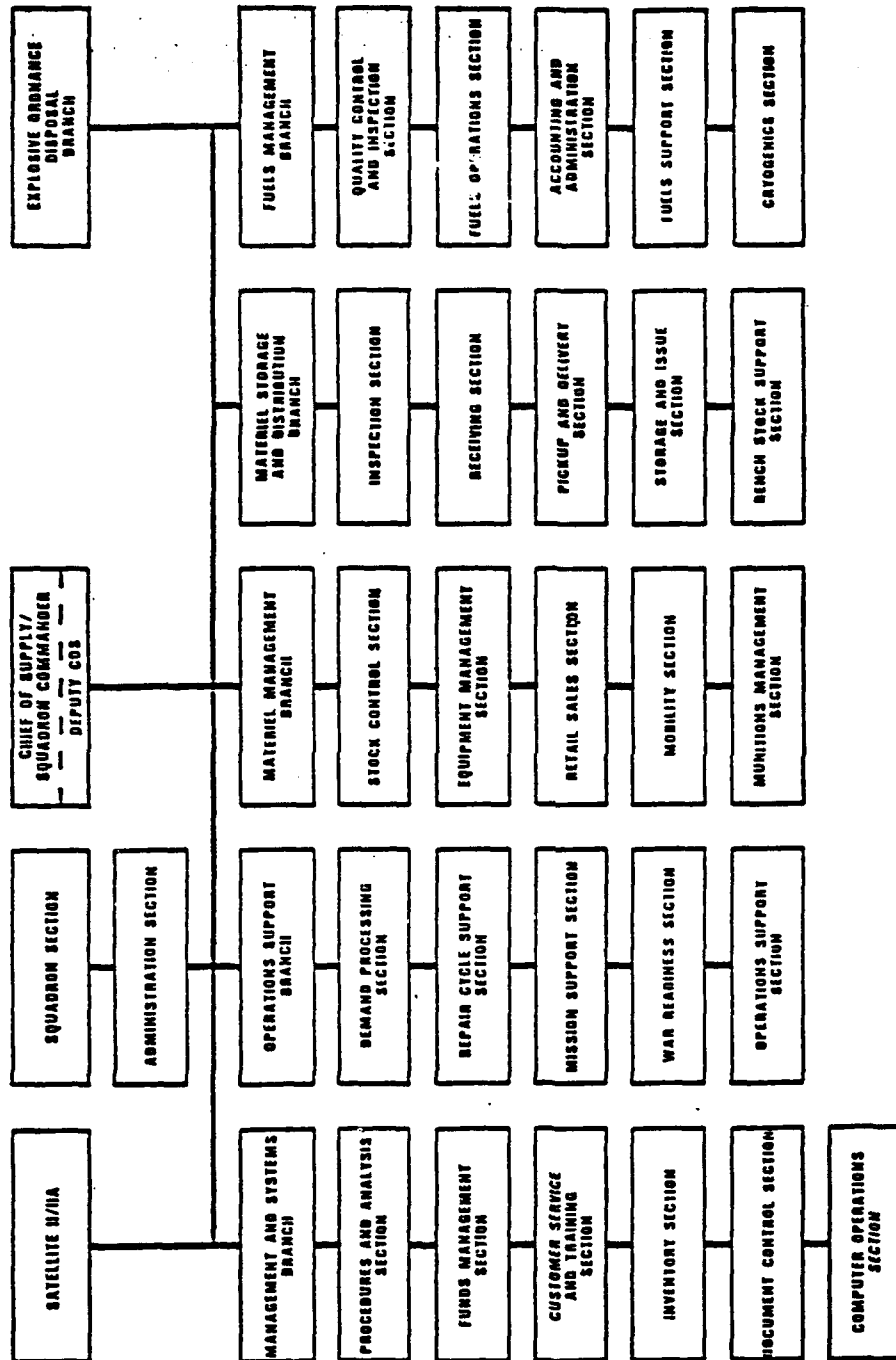 SATELLITE II/IIA
SQUADRON SECTION
ADMINISTRATION SECTION
CHIEF OF SUPPLY/
SQUADRON COMMANDER
DEPUTY COS
EXPLOSIVE ORDNANCE
DISPOSAL
BRANCH
MANAGEMENT AND SYSTEMS
BRANCH
PROCEDURES AND ANALYSIS
SECTION
FUNDS MANAGEMENT
SECTION
CUSTOMER SERVICE
AND TRAINING
SECTION
INVENTORY SECTION
DOCUMENT CONTROL SECTION
COMPUTER OPERATIONS
SECTION
OPERATIONS SUPPORT
BRANCH
DEMAND PROCESSING
SECTION
REPAIR CYCLE SUPPORT
SECTION
MISSION SUPPORT SECTION
WAR READINESS SECTION
OPERATIONS SUPPORT
SECTION
MATERIEL MANAGEMENT
BRANCH
STOCK CONTROL SECTION
EQUIPMENT MANAGEMENT
SECTION
RETAIL SALES SECTION
MOBILITY SECTION
MUNITIONS MANAGEMENT
SECTION
MATERIEL STORAGE
AND DISTRIBUTION
BRANCH
INSPECTION SECTION
RECEIVING SECTION
PICKUP AND DELIVERY
SECTION
STORAGE AND ISSUE
SECTION
BENCH STOCK SUPPORT
SECTION
FUELS MANAGEMENT
BRANCH
QUALITY CONTROL
AND INSPECTION
SECTION
FUELS OPERATIONS SECTION
ACCOUNTING AND
ADMINISTRATION
SECTION
FUELS SUPPORT SECTION
CRYOGENICS SECTION